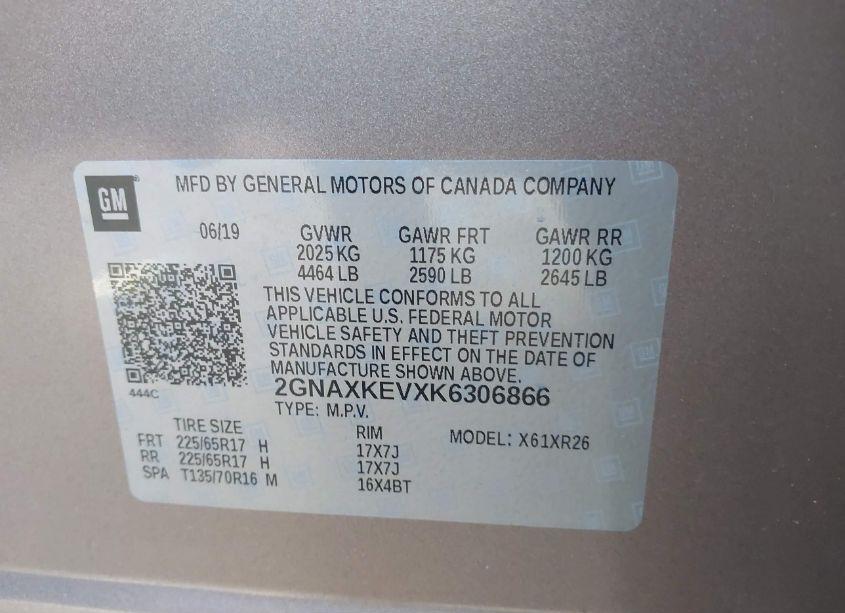 GM
MFD BY GENERAL MOTORS OF CANADA COMPANY
06/19 GVWR GAWR FRT GAWR RR
2025 KG 1175 KG 1200 KG
4464 LB 2590 LB 2645 LB
THIS VEHICLE CONFORMS TO ALL
APPLICABLE U.S. FEDERAL MOTOR
VEHICLE SAFETY AND THEFT PREVENTION
STANDARDS IN EFFECT ON THE DATE OF
MANUFACTURE SHOWN ABOVE.
444C
2GNAXKEVXK6306866
TYPE: M.P.V.
TIRE SIZE RIM MODEL: X61XR26
FRT 225/65R17 H 17X7J
RR 225/65R17 H 17X7J
SPA T135/70R16 M 16X4BT